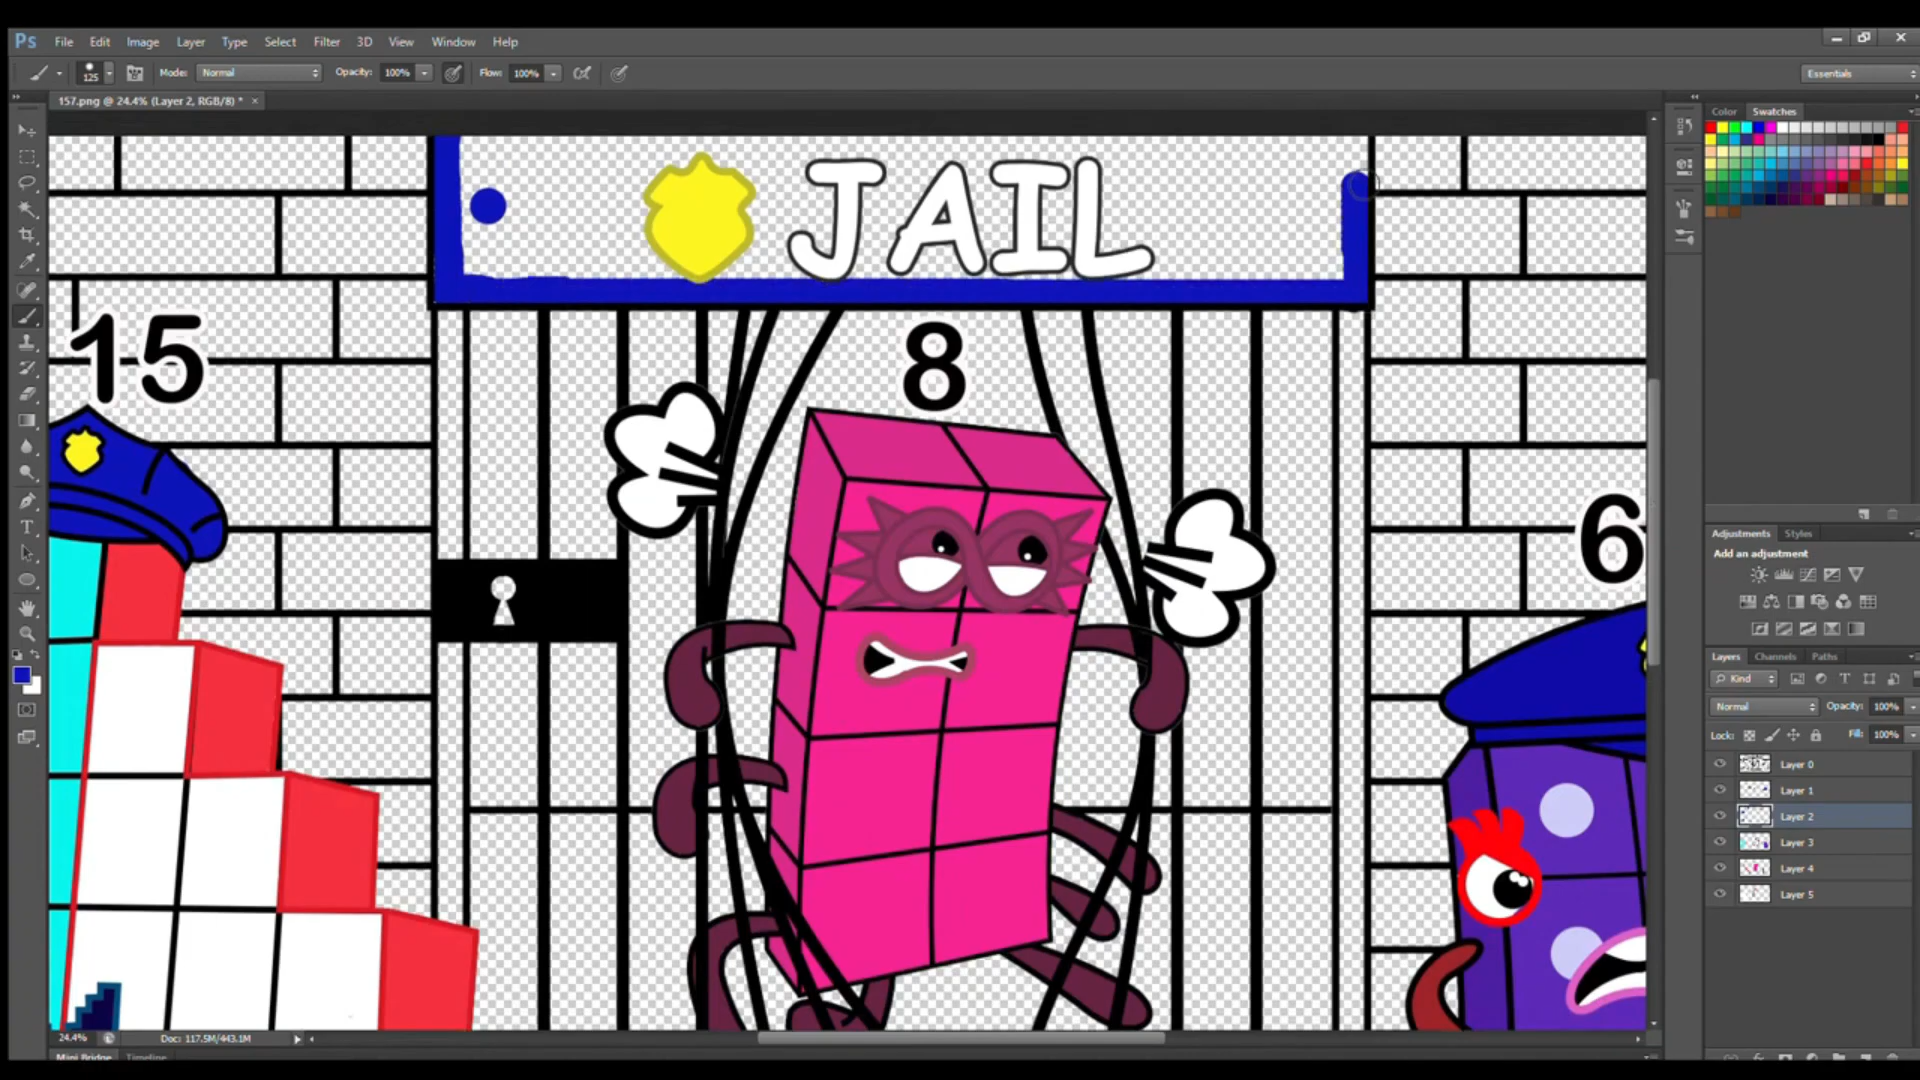 Ps File Edit Image Layer Type Select Filter 3D View Window Help
125 Mode: Normal Opacity: 100% Flow: 100% Essentials
157.png @ 24.4% (Layer 2, RGB/8) * ×
Color Swatches
JAIL
15
8
6
Adjustments Styles
Add an adjustment
Layers Channels Paths
Kind
Normal Opacity: 100%
Lock: Fill: 100%
Layer 0
Layer 1
Layer 2
Layer 3
Layer 4
Layer 5
24.4% Doc: 117.5M/443.1M
Mini Bridge Timeline